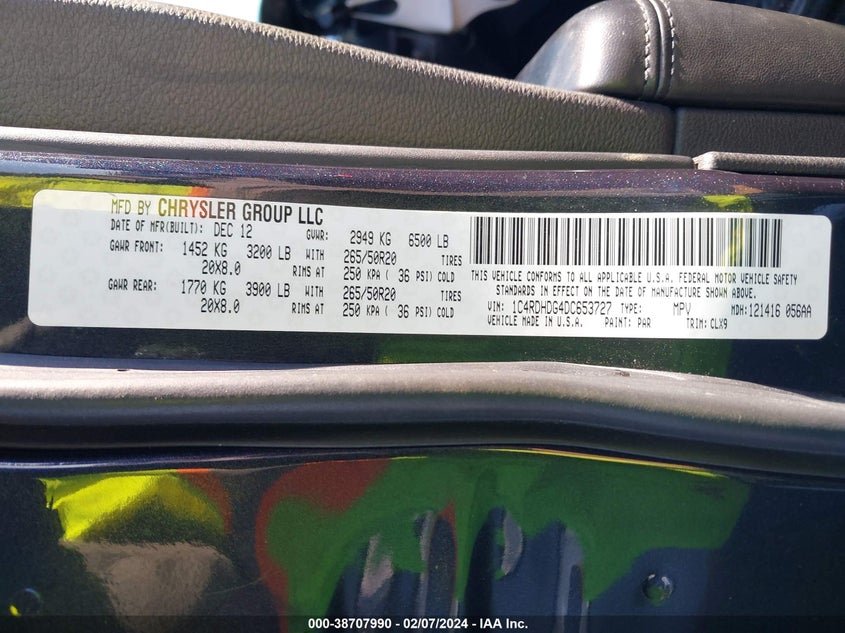 MFD BY CHRYSLER GROUP LLC
DATE OF MFR(BUILT): DEC 12 GVWR: 2949 KG 6500 LB
GAWR FRONT: 1452 KG 3200 LB WITH 265/50R20 TIRES
20X8.0 RIMS AT 250 KPA ( 36 PSI) COLD
GAWR REAR: 1770 KG 3900 LB WITH 265/50R20 TIRES
20X8.0 RIMS AT 250 KPA ( 36 PSI) COLD
THIS VEHICLE CONFORMS TO ALL APPLICABLE U.S.A. FEDERAL MOTOR VEHICLE SAFETY
STANDARDS IN EFFECT ON THE DATE OF MANUFACTURE SHOWN ABOVE.
VIN: 1C4RDHDG4DC653727 TYPE: MPV MDH:121416 056AA
VEHICLE MADE IN U.S.A. PAINT: PAR TRIM: CLX9
000-38707990 - 02/07/2024 - IAA Inc.